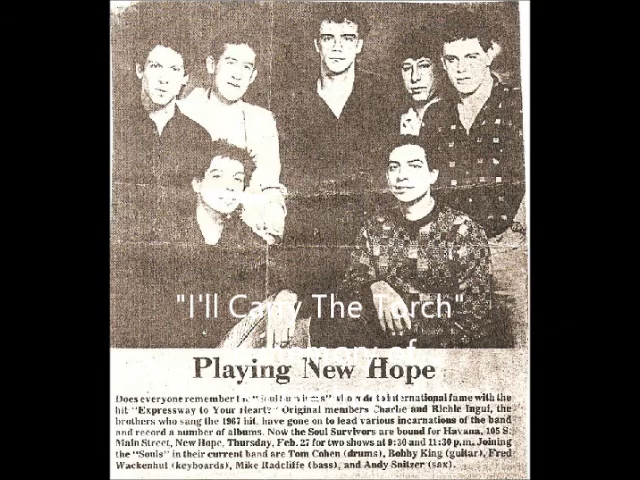 "I'll Carry The Torch"
of
Playing New Hope
Does everyone remember the "Soul Survivors" who rode to international fame with the
hit "Expressway to Your Heart?" Original members Charlie and Richie Ingui, the
brothers who sang the 1967 hit, have gone on to lead various incarnations of the band
and record a number of albums. Now the Soul Survivors are bound for Havana, 105 S.
Main Street, New Hope, Thursday, Feb. 27 for two shows at 9:30 and 11:30 p.m. Joining
the "Souls" in their current band are Tom Cohen (drums), Bobby King (guitar), Fred
Wackenhut (keyboards), Mike Radcliffe (bass), and Andy Snitzer (sax).